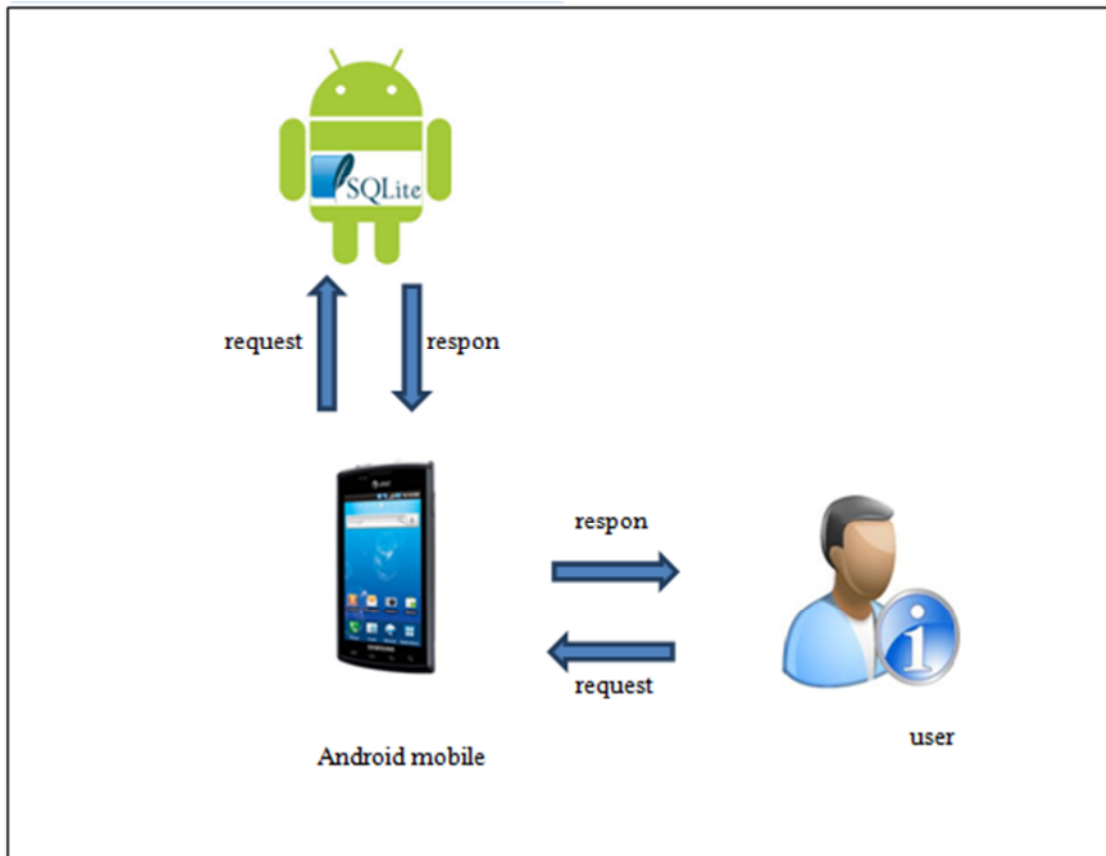 SQLite
request
respon
respon
request
Android mobile
user